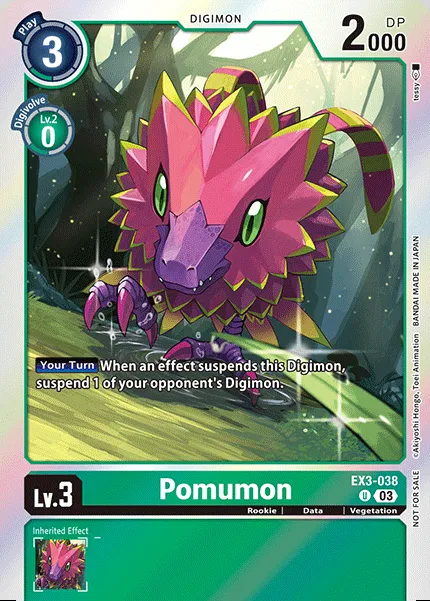 DIGIMON
Play
3
2000
DP
Digivolve
Lv.2
0
tessy
BANDAI MADE IN JAPAN
©Akiyoshi Hongo, Toei Animation
NOT FOR SALE
Your Turn When an effect suspends this Digimon,
suspend 1 of your opponent's Digimon.
Lv.3
Pomumon
EX3-038
U 03
Rookie | Data | Vegetation
Inherited Effect
–